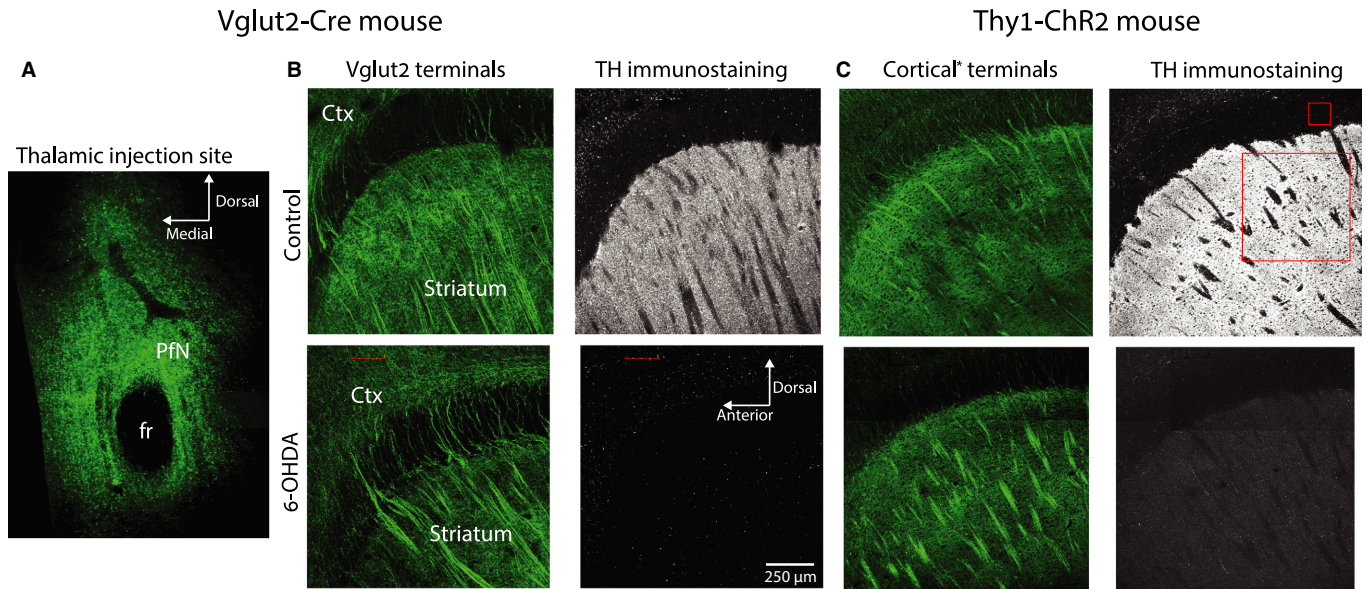 Vglut2-Cre mouse
Thy1-ChR2 mouse
A
B
Vglut2 terminals
TH immunostaining
C
Cortical* terminals
TH immunostaining
Thalamic injection site
Dorsal
Medial
PfN
fr
Control
Ctx
Striatum
6-OHDA
Ctx
Striatum
Dorsal
Anterior
250 µm